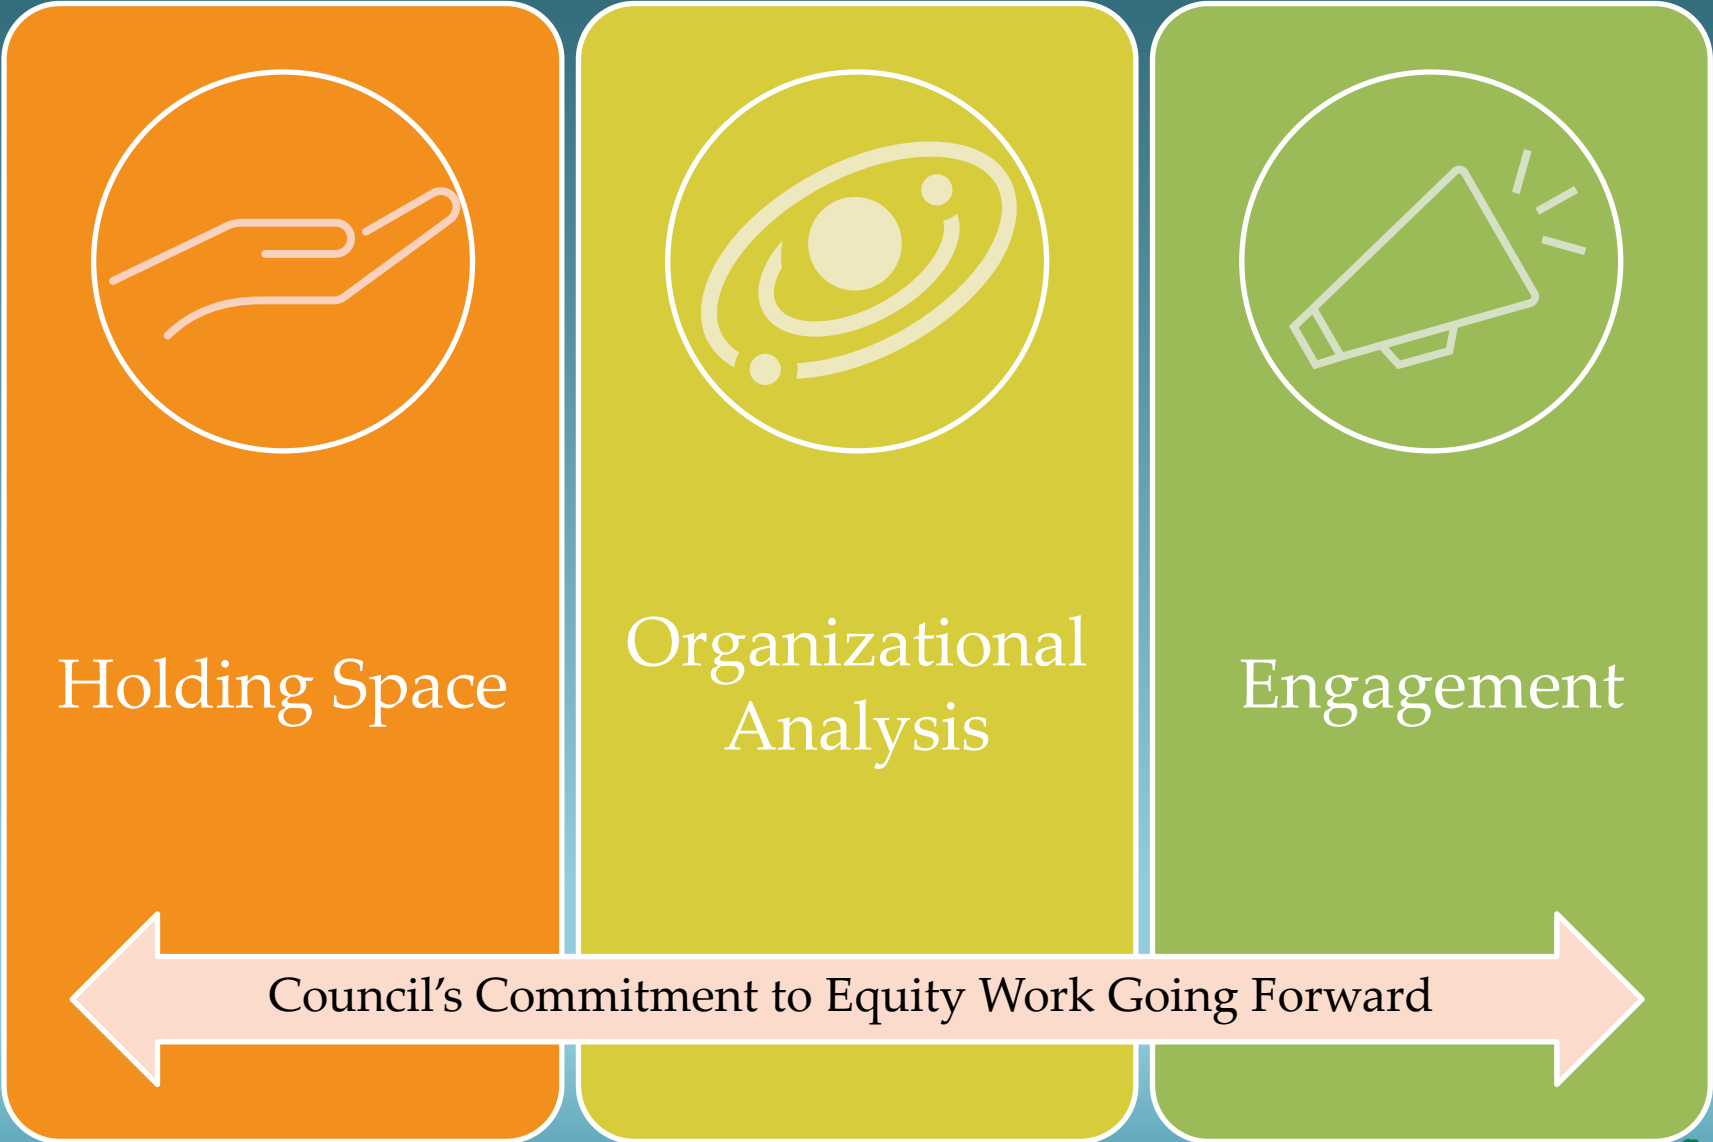 Holding Space
Organizational
Analysis
Engagement
Council’s Commitment to Equity Work Going Forward